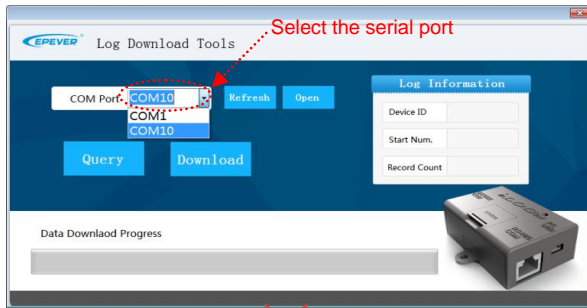 Select the serial port
EPEVER Log Download Tools
COM Port COM10 Refresh Open
COM1
COM10
Query Download
Log Information
Device ID
Start Num.
Record Count
Data Downlaod Progress